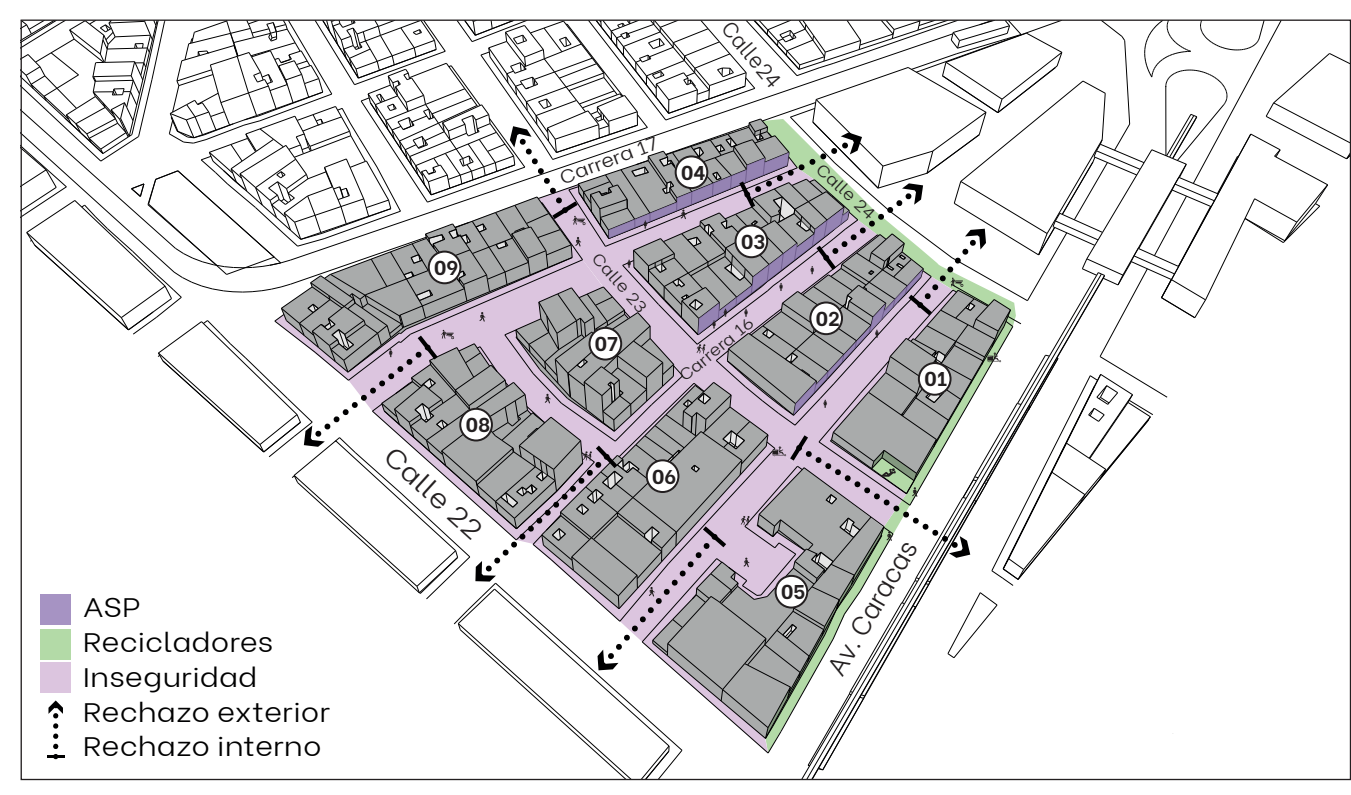 Calle24
Carrera 17
04
Calle 24
03
09
Calle 23
02
07
Carrera 16
01
08
06
Calle 22
05
Av. Caracas
ASP
Recicladores
Inseguridad
Rechazo exterior
Rechazo interno